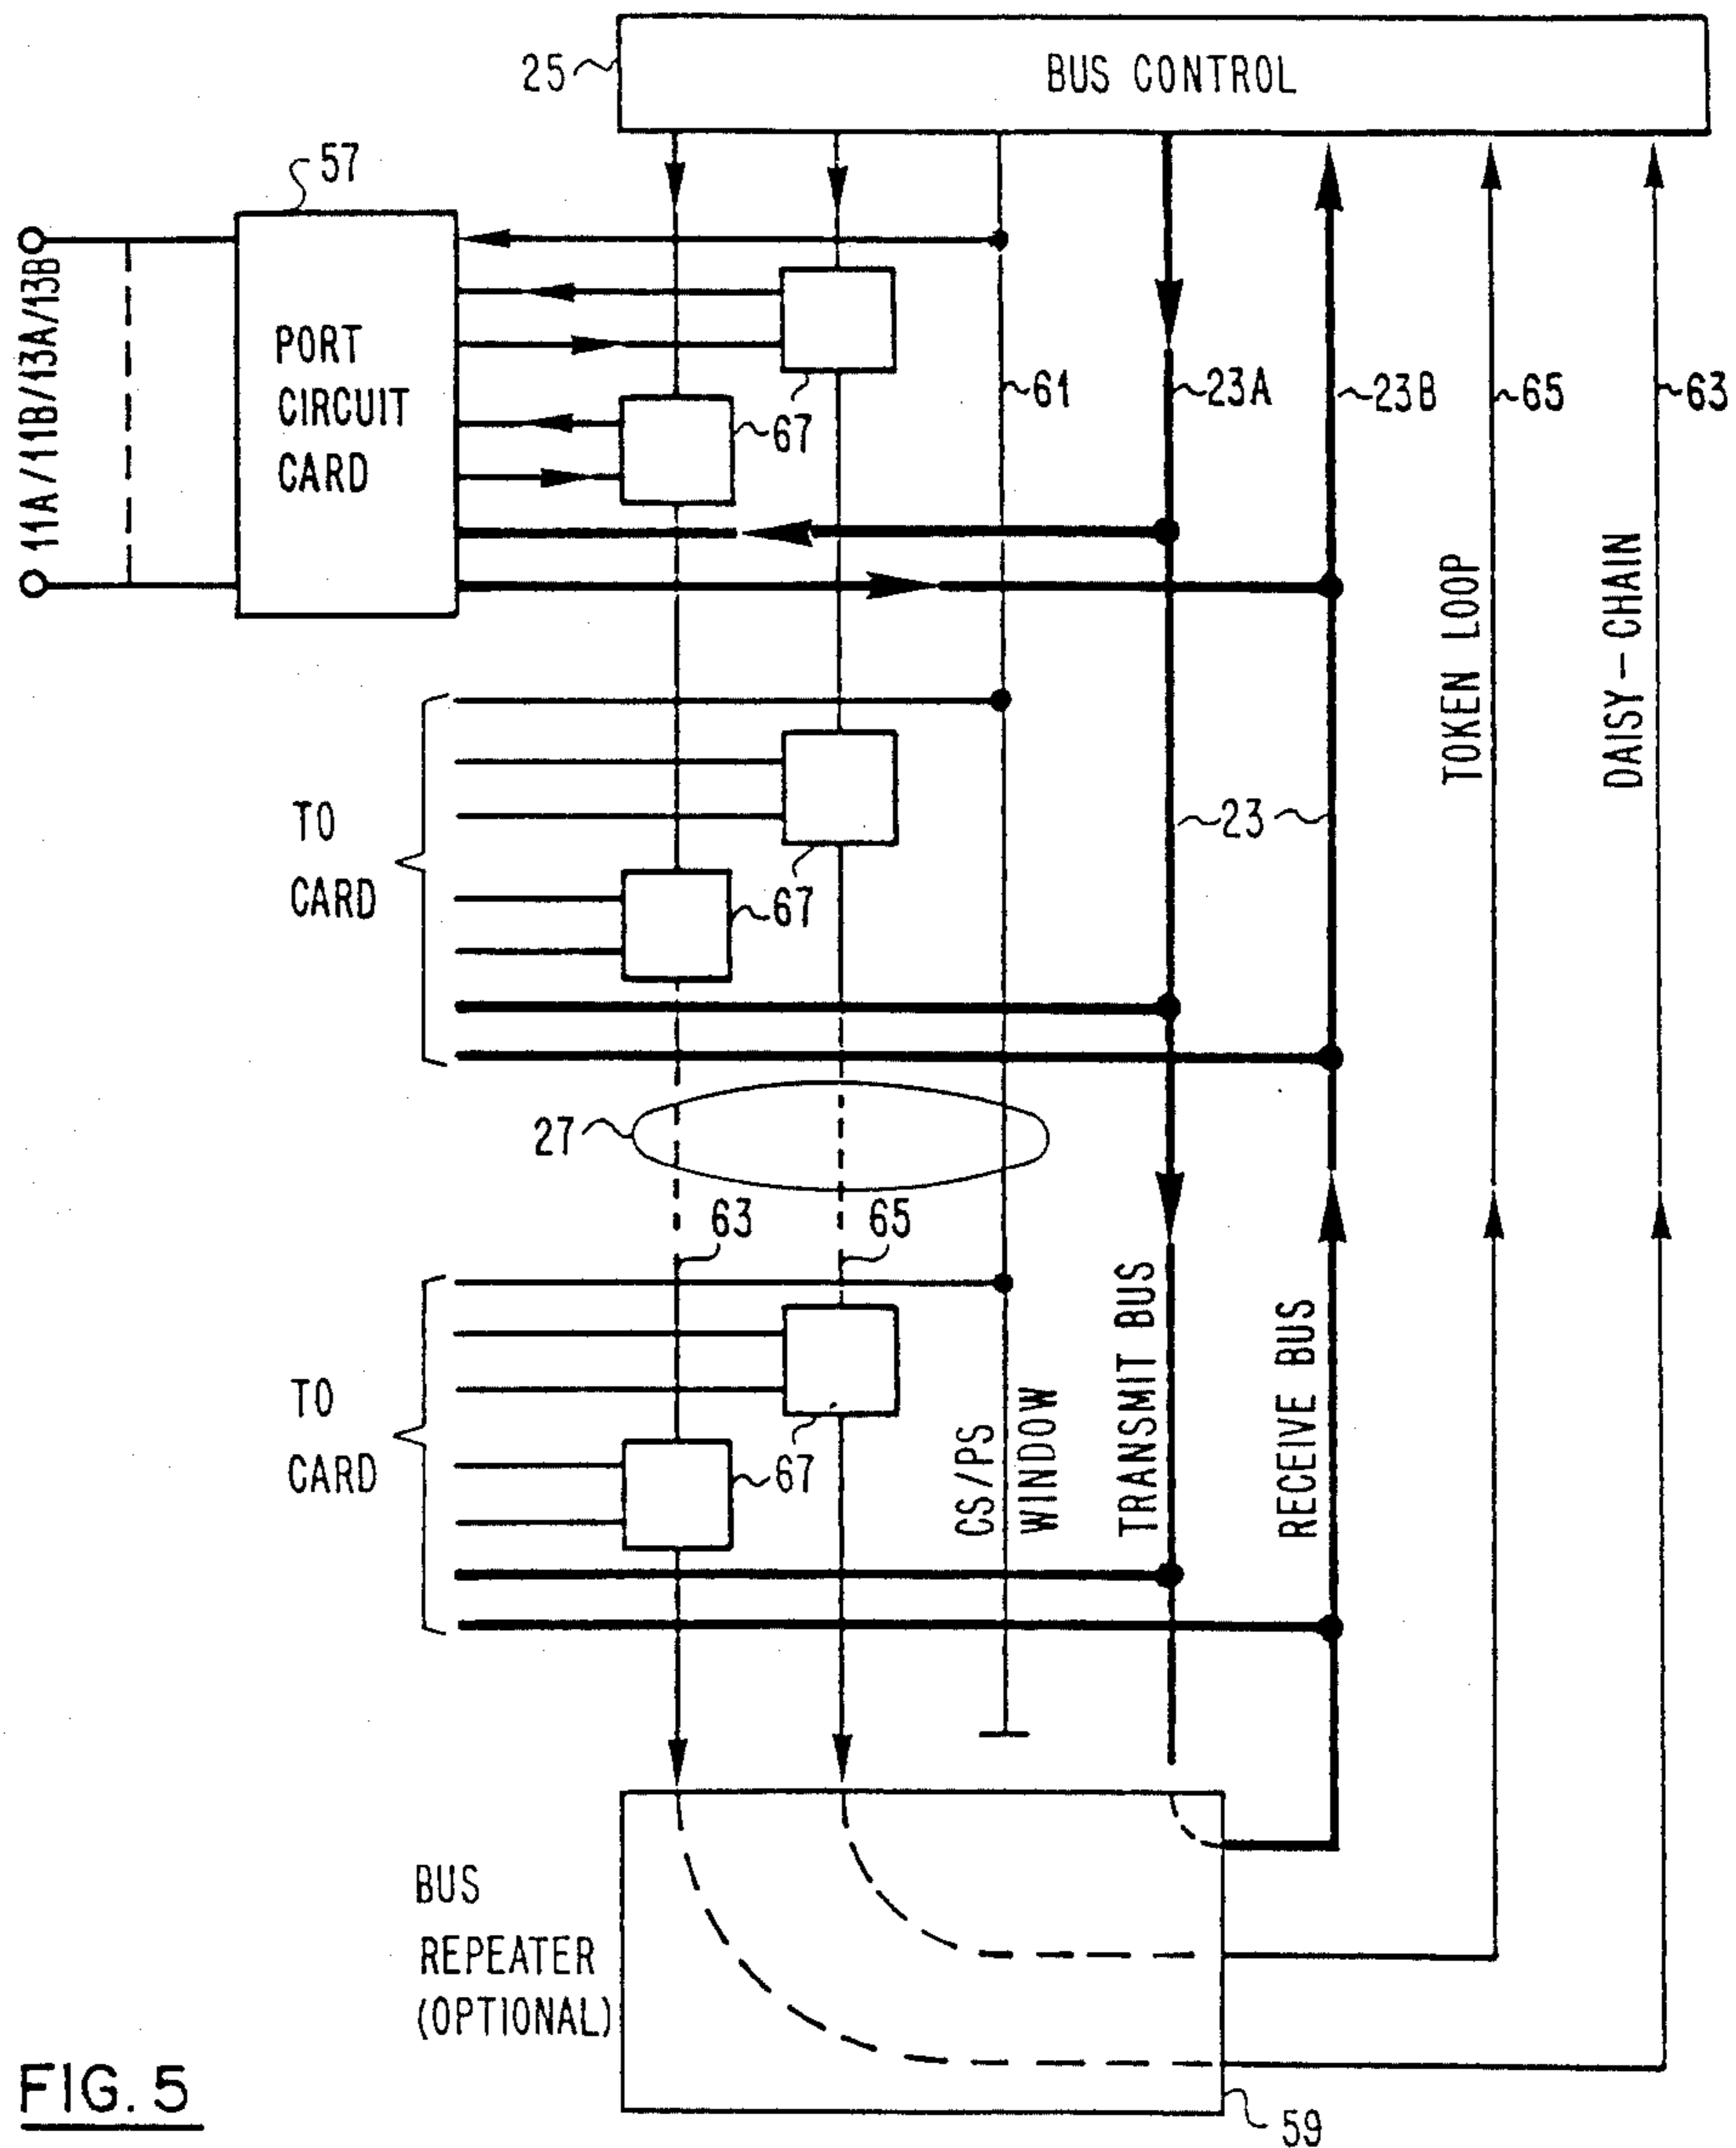 25
BUS CONTROL
57
11A/11B/13A/13B
PORT
CIRCUIT
CARD
67
67
61
23A
23B
65
63
TOKEN LOOP
DAISY-CHAIN
TO
CARD
67
67
23
27
63
65
TO
CARD
67
67
CS/PS
WINDOW
TRANSMIT BUS
RECEIVE BUS
BUS
REPEATER
(OPTIONAL)
59
FIG. 5